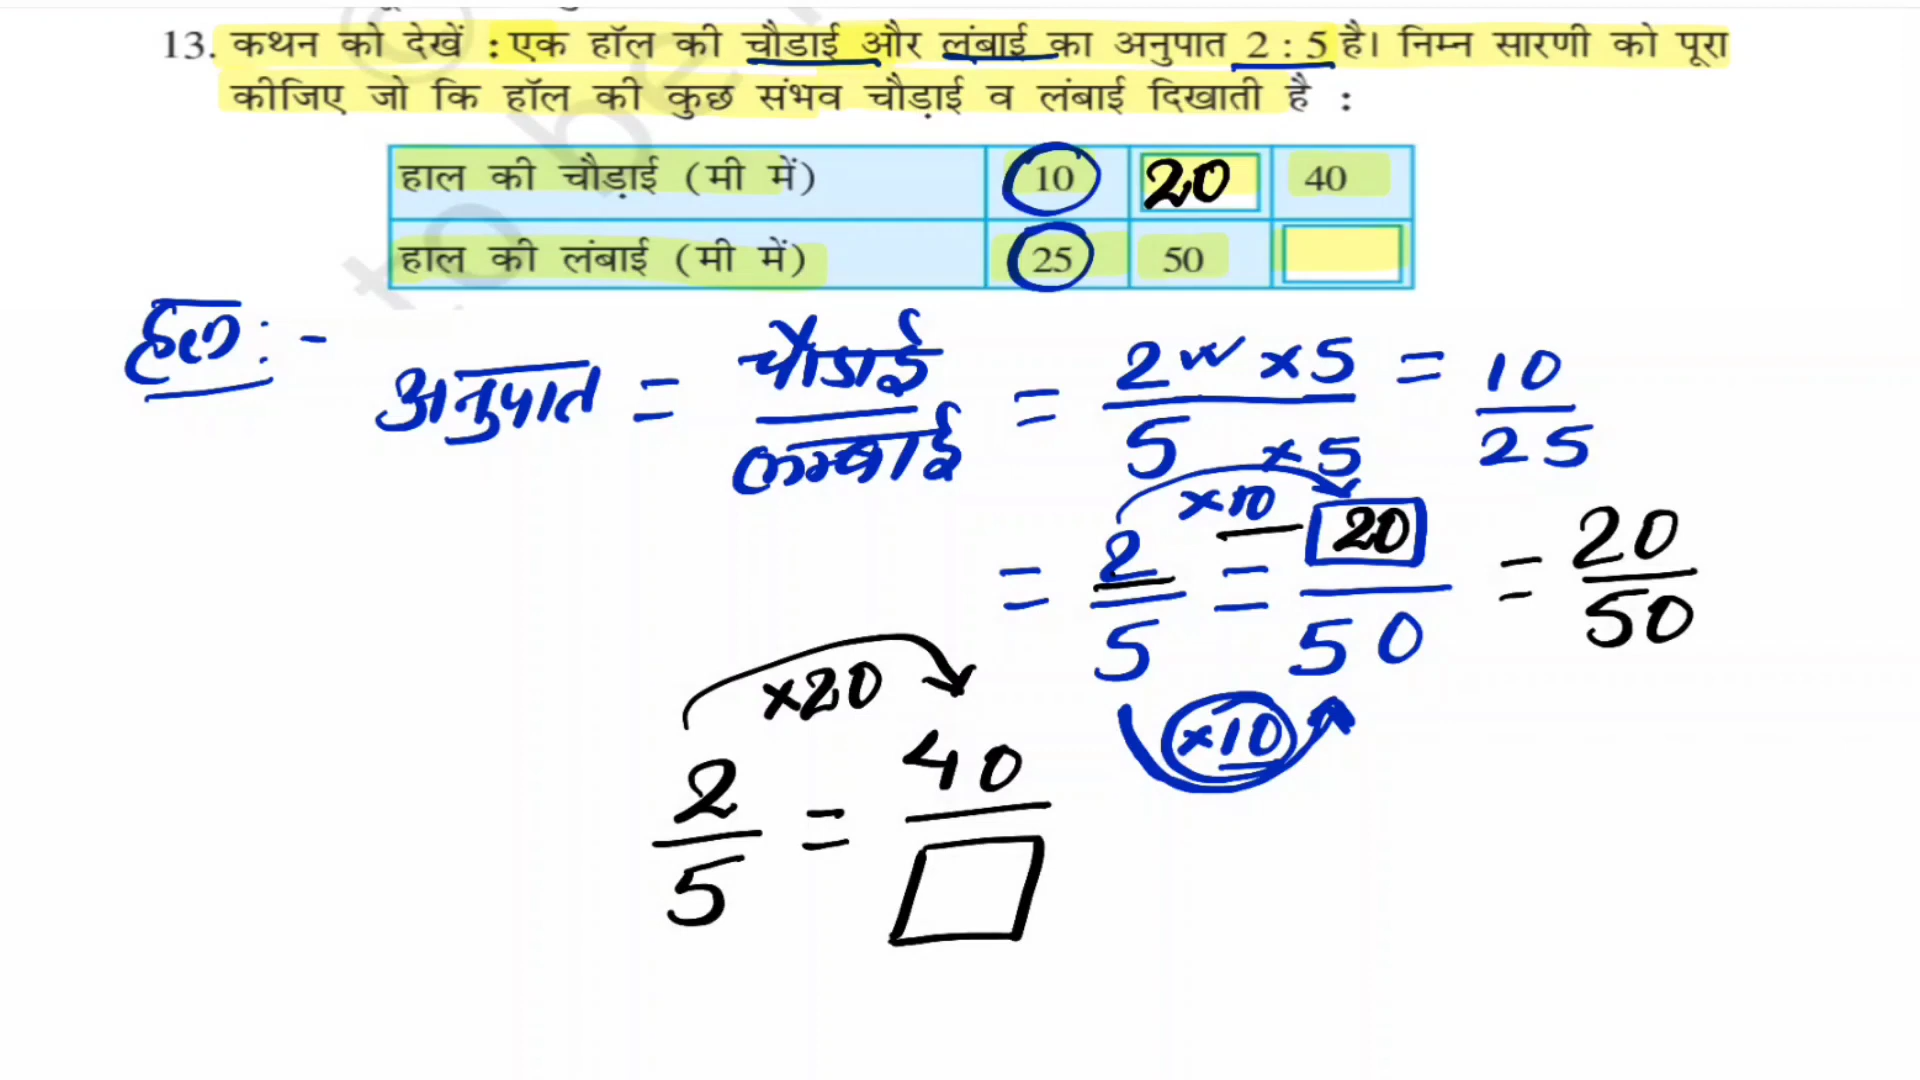 13. कथन को देखें : एक हॉल की चौडाई और लंबाई का अनुपात 2 : 5 है। निम्न सारणी को पूरा
कीजिए जो कि हॉल की कुछ संभव चौड़ाई व लंबाई दिखाती है :
हाल की चौड़ाई (मी में) 10 20 40
हाल की लंबाई (मी में) 25 50
हल :-
अनुपात = चौडाई / लम्बाई = 2 × 5 / 5 × 5 = 10 / 25
×10
= 2 / 5 = 20 / 50 = 20 / 50
×10
×20
2 / 5 = 40 /